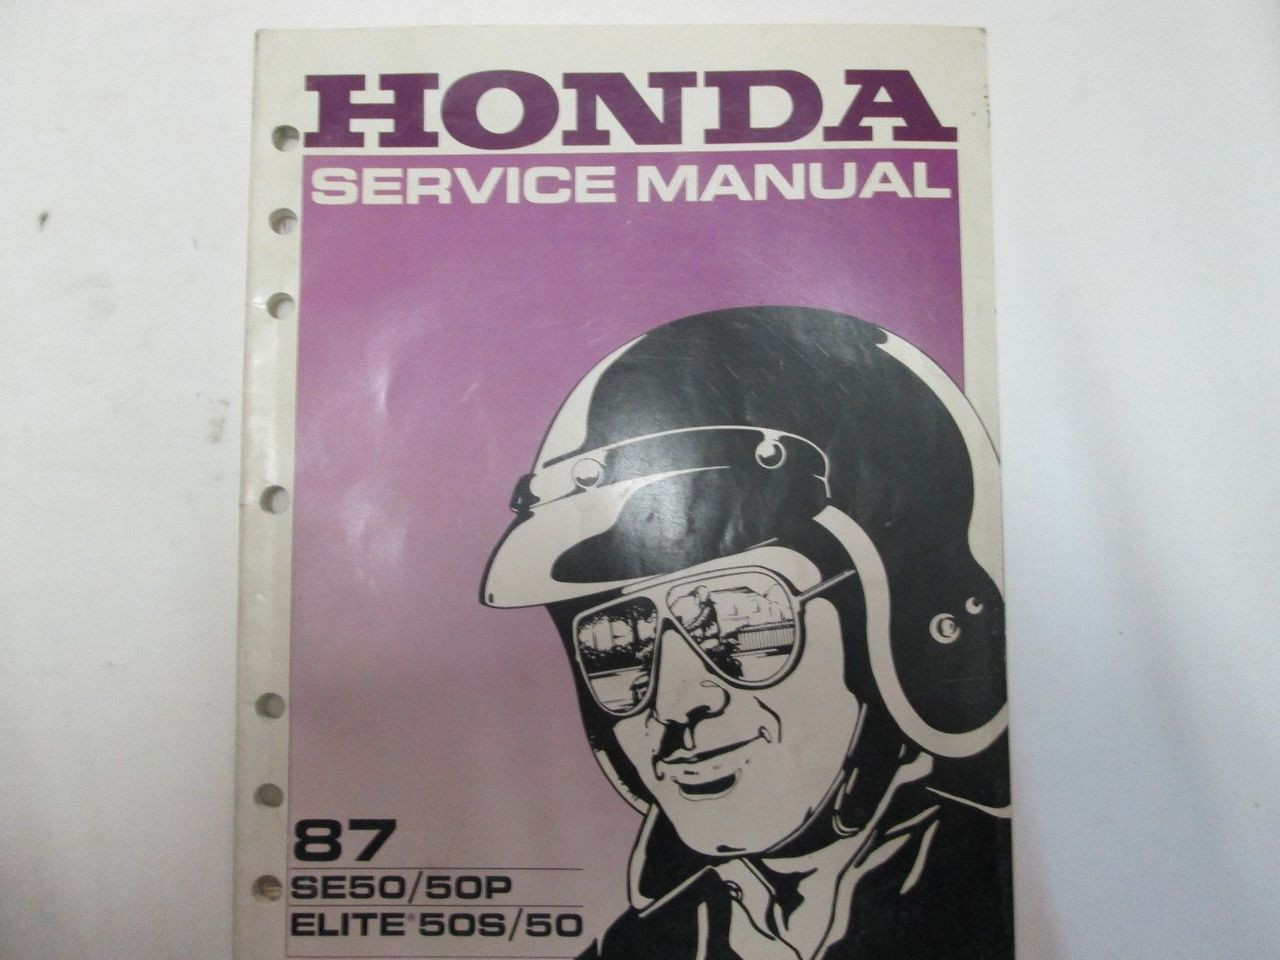 HONDA
SERVICE MANUAL
87
SE50/50P
ELITE® 50S/50